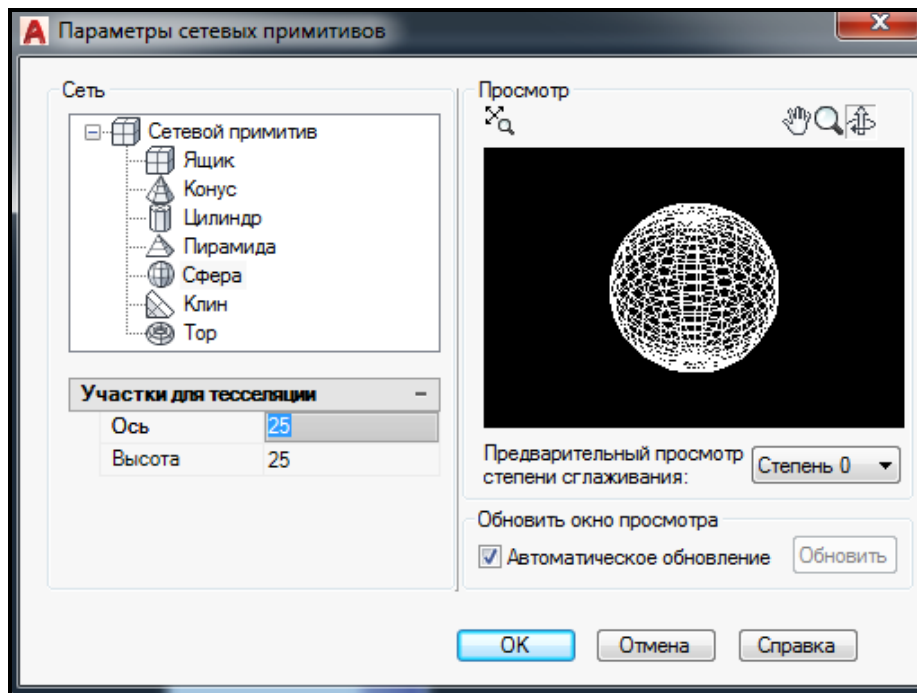 Параметры сетевых примитивов
Сеть
Сетевой примитив
Ящик
Конус
Цилиндр
Пирамида
Сфера
Клин
Тор
Участки для тесселяции
Ось 25
Высота 25
Просмотр
Предварительный просмотр
степени сглаживания:
Степень 0
Обновить окно просмотра
Автоматическое обновление
Обновить
OK
Отмена
Справка